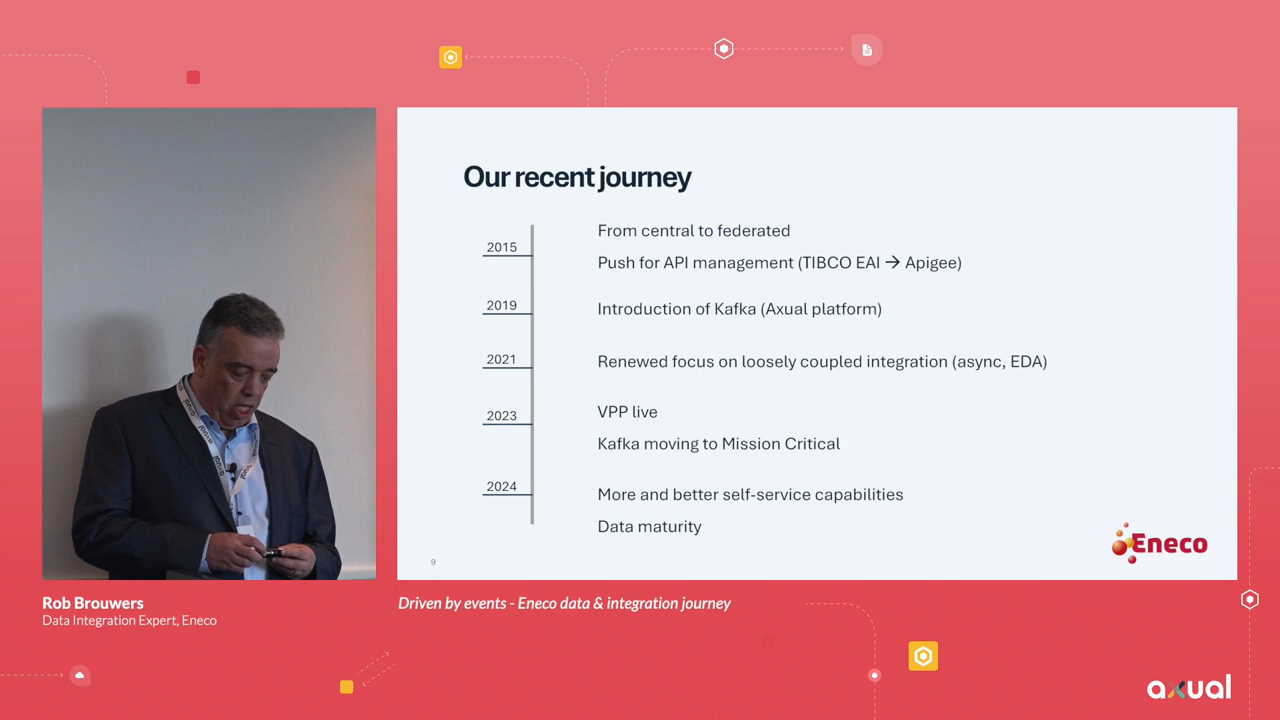 Our recent journey
2015
From central to federated
Push for API management (TIBCO EAI → Apigee)
2019
Introduction of Kafka (Axual platform)
2021
Renewed focus on loosely coupled integration (async, EDA)
2023
VPP live
Kafka moving to Mission Critical
2024
More and better self-service capabilities
Data maturity
9
Eneco
Rob Brouwers
Data Integration Expert, Eneco
Driven by events - Eneco data & integration journey
axual